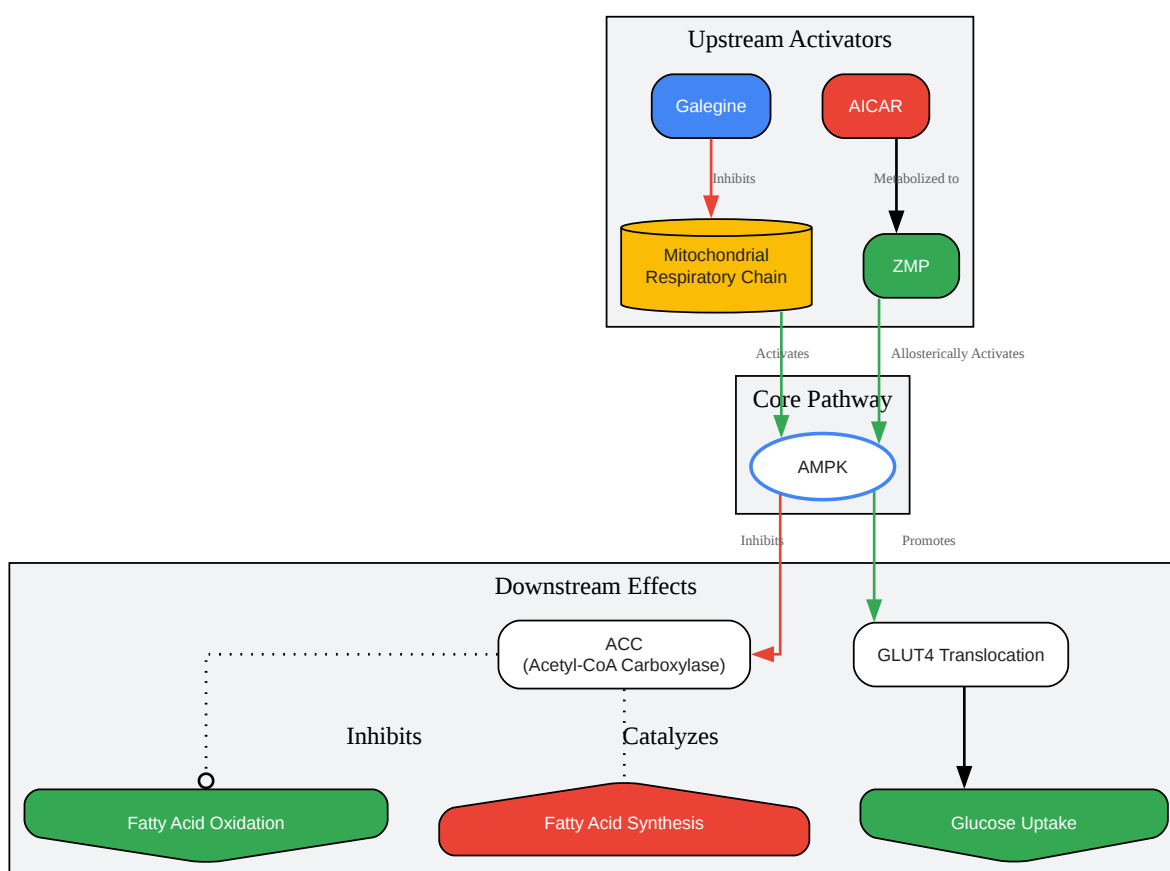 Upstream Activators
Galegine
AICAR
Inhibits
Metabolized to
Mitochondrial
Respiratory Chain
ZMP
Activates
Allosterically Activates
Core Pathway
AMPK
Inhibits
Promotes
Downstream Effects
ACC
(Acetyl-CoA Carboxylase)
GLUT4 Translocation
Inhibits
Catalyzes
Fatty Acid Oxidation
Fatty Acid Synthesis
Glucose Uptake